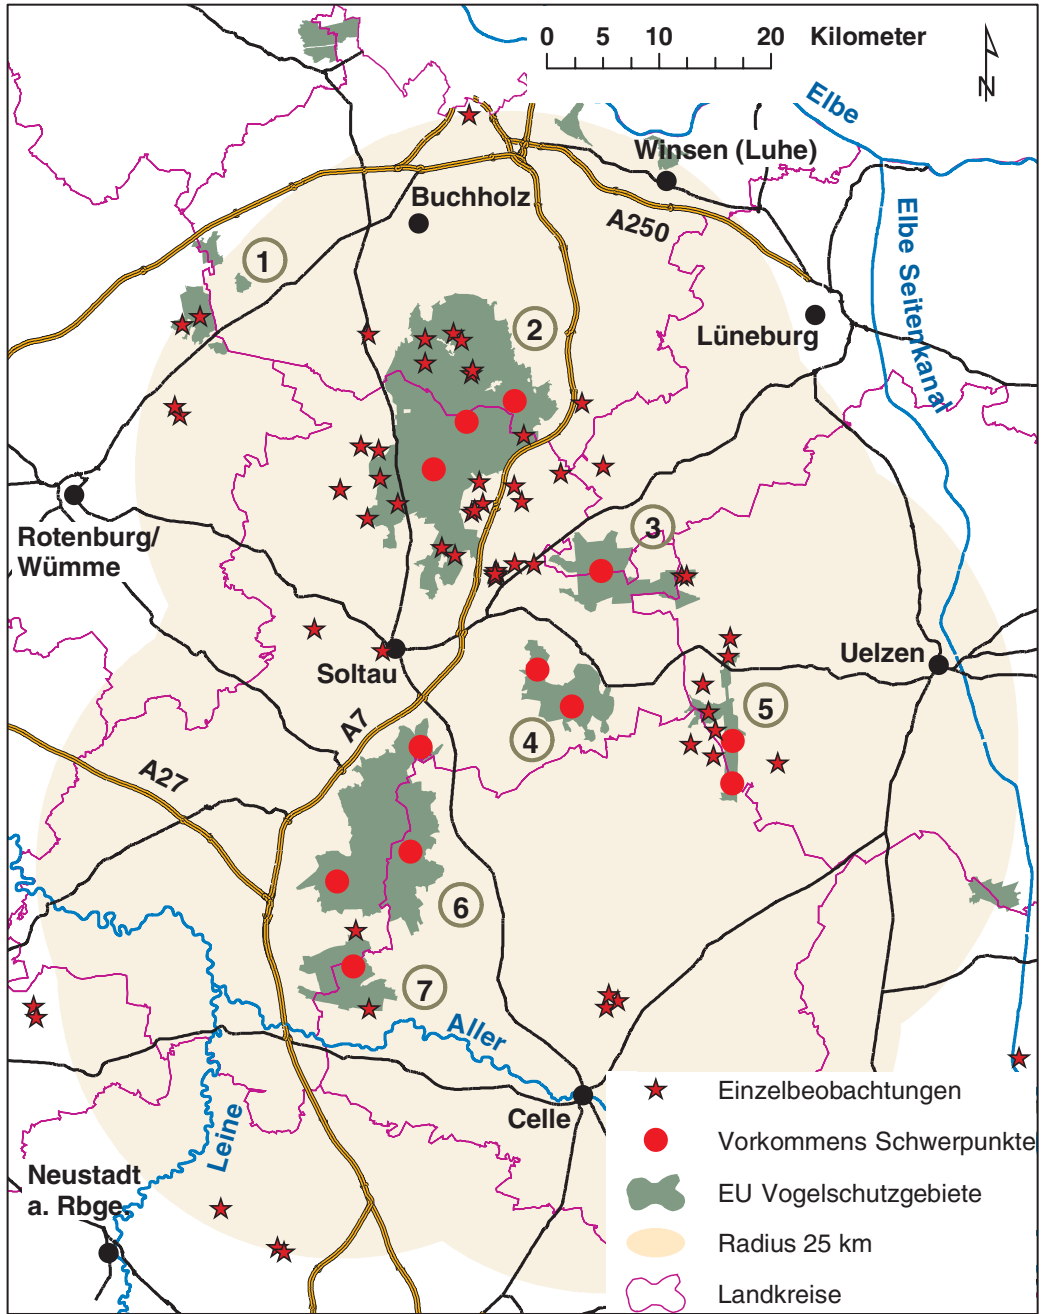 0 5 10 20 Kilometer
N
Elbe
Winsen (Luhe)
Buchholz
A250
Elbe Seitenkanal
1
2
Lüneburg
3
Rotenburg/
Wümme
Soltau
Uelzen
4
5
A7
A27
6
7
Aller
Celle
Leine
Neustadt
a. Rbge.
Einzelbeobachtungen
Vorkommens Schwerpunkte
EU Vogelschutzgebiete
Radius 25 km
Landkreise